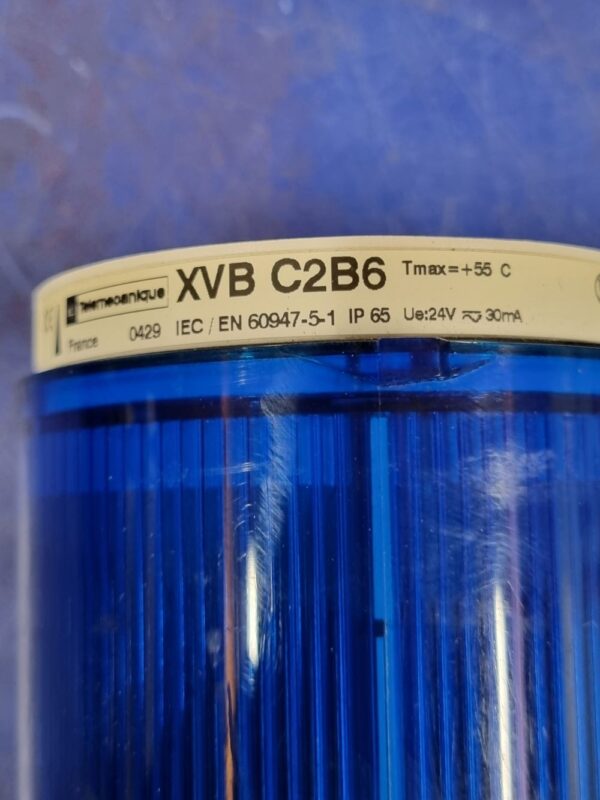 Telemecanique XVB C2B6 Tmax=+55 C
France 0429 IEC / EN 60947-5-1 IP 65 Ue:24V ⎓ 30mA